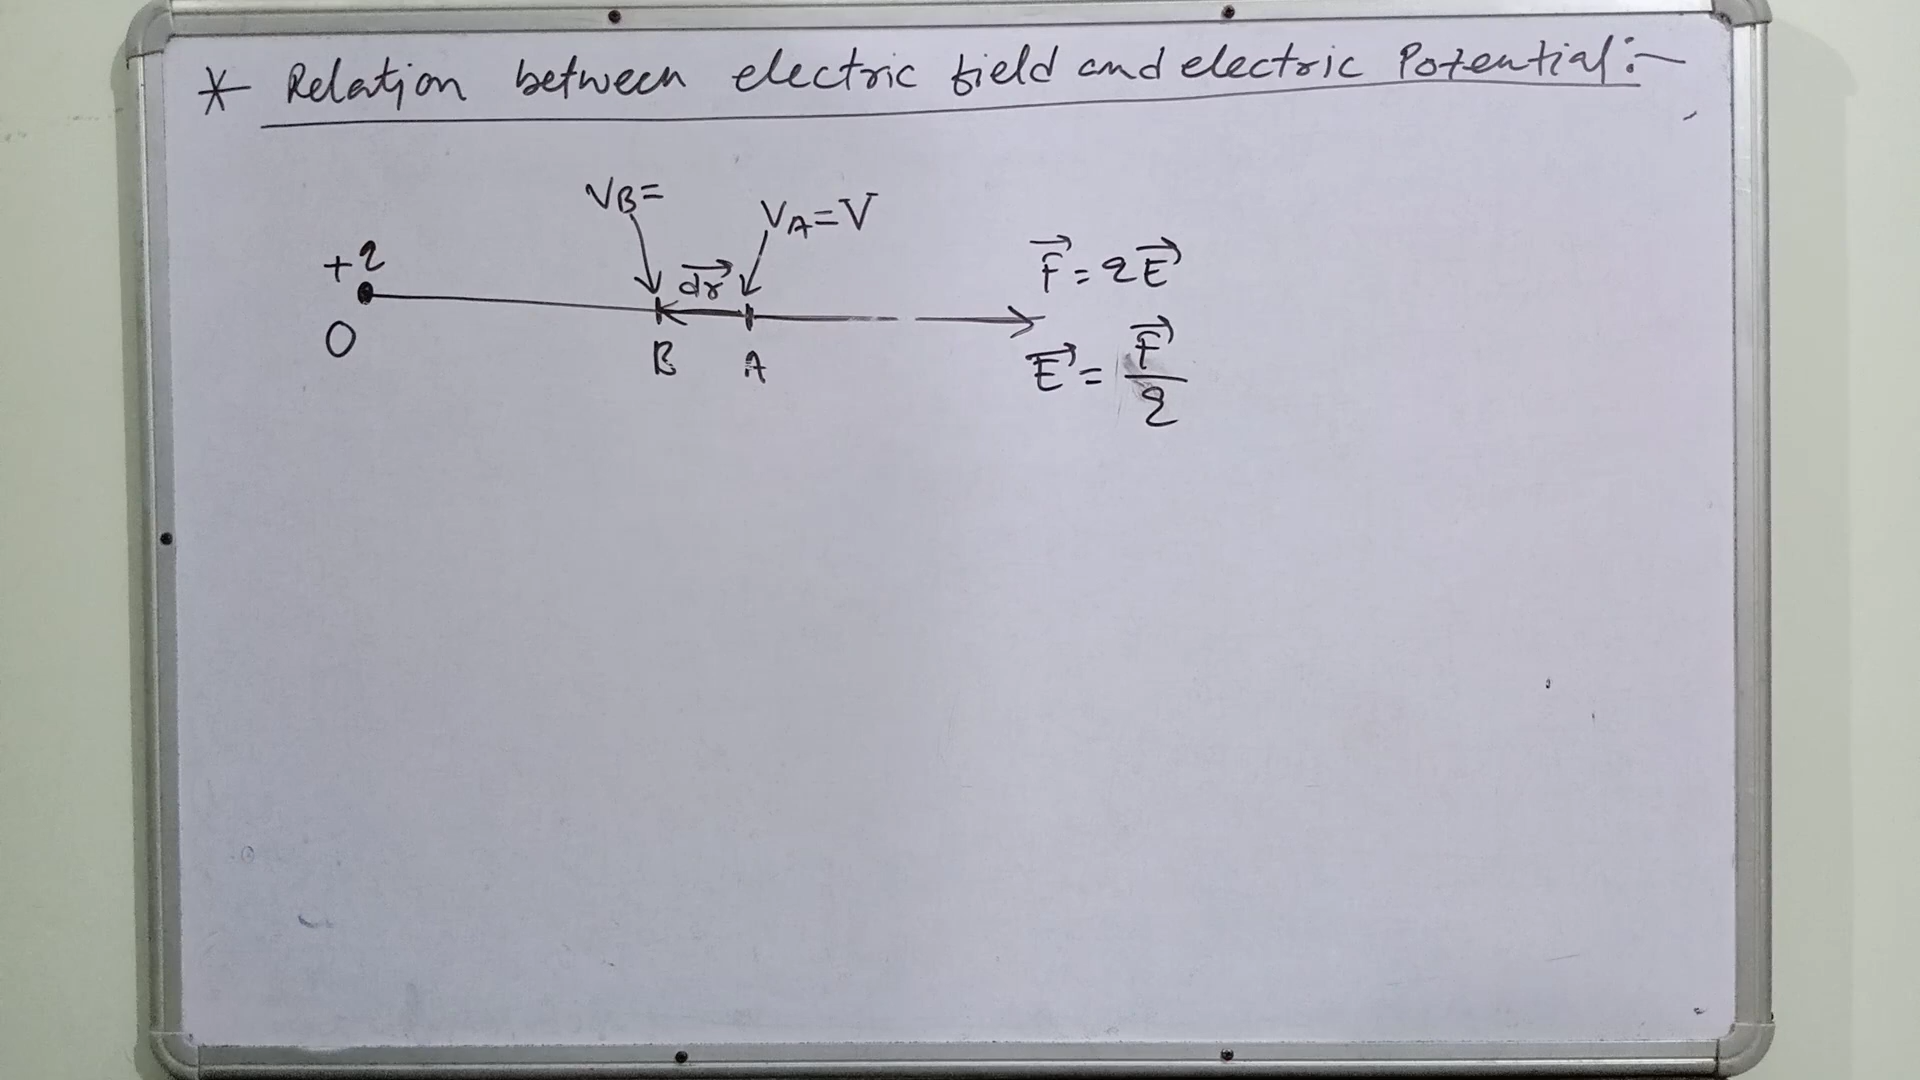 * Relation between electric field and electric Potential:-
VB=
VA=V
+q
dr
F = qE
O
B
A
E = F/q